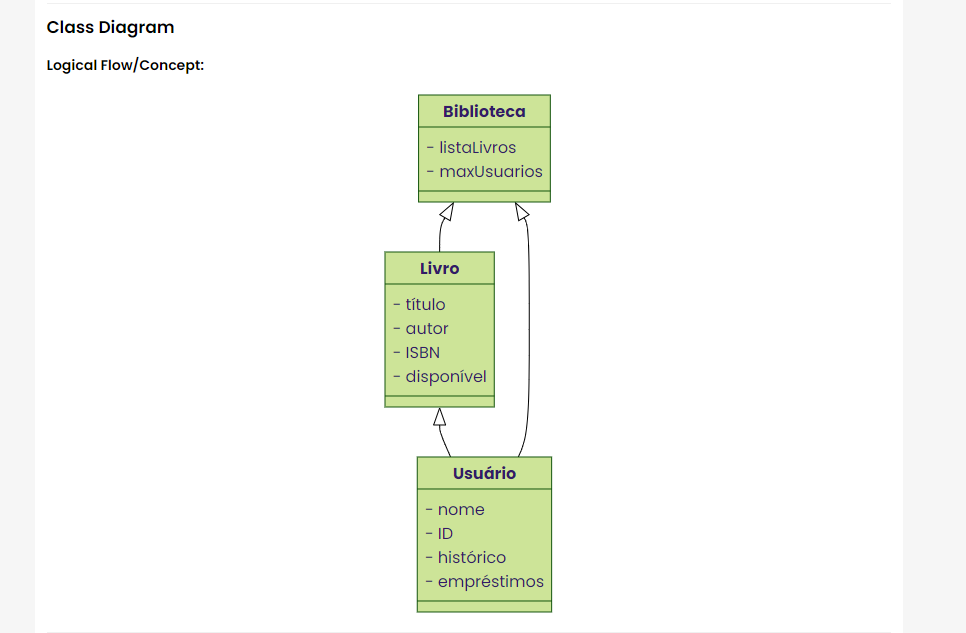 Class Diagram
Logical Flow/Concept:
Biblioteca
- listaLivros
- maxUsuarios
Livro
- título
- autor
- ISBN
- disponível
Usuário
- nome
- ID
- histórico
- empréstimos